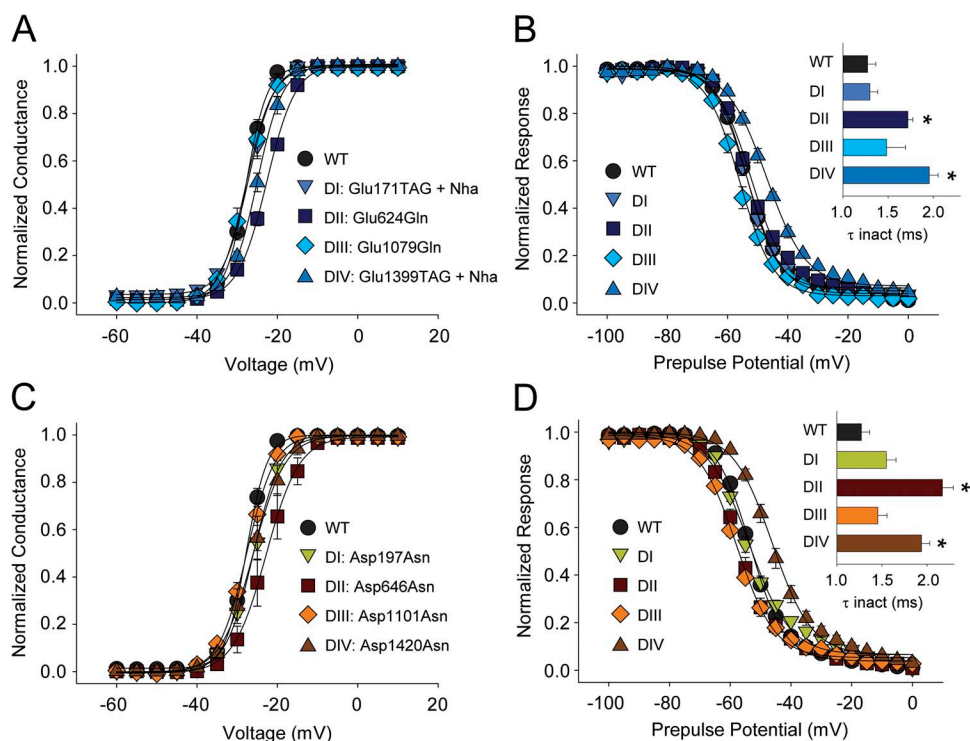 A
Normalized Conductance
1.0
0.8
0.6
0.4
0.2
0.0
WT
DI: Glu171TAG + Nha
DII: Glu624Gln
DIII: Glu1079Gln
DIV: Glu1399TAG + Nha
-60 -40 -20 0 20
Voltage (mV)
B
Normalized Response
1.0
0.8
0.6
0.4
0.2
0.0
WT
DI
DII
DIII
DIV
-100 -80 -60 -40 -20 0
Prepulse Potential (mV)
WT
DI
DII *
DIII
DIV *
1.0 1.5 2.0
τ inact (ms)
C
Normalized Conductance
1.0
0.8
0.6
0.4
0.2
0.0
WT
DI: Asp197Asn
DII: Asp646Asn
DIII: Asp1101Asn
DIV: Asp1420Asn
-60 -40 -20 0 20
Voltage (mV)
D
Normalized Response
1.0
0.8
0.6
0.4
0.2
0.0
WT
DI
DII
DIII
DIV
-100 -80 -60 -40 -20 0
Prepulse Potential (mV)
WT
DI
DII *
DIII
DIV *
1.0 1.5 2.0
τ inact (ms)